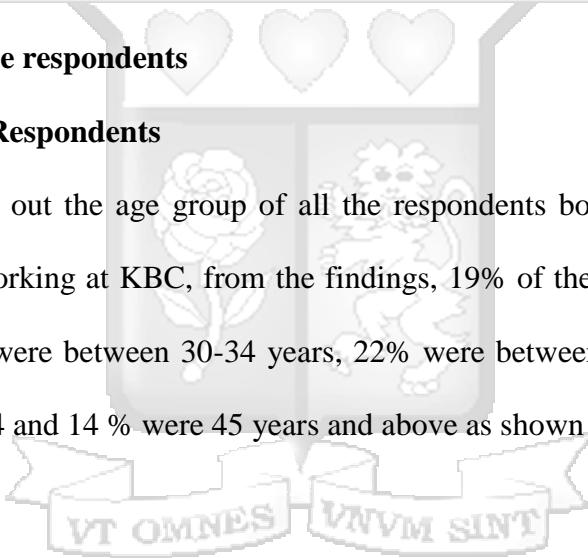 e respondents
Respondents
out the age group of all the respondents bo
orking at KBC, from the findings, 19% of the
were between 30-34 years, 22% were between
4 and 14 % were 45 years and above as shown
VT OMNES VNVM SINT